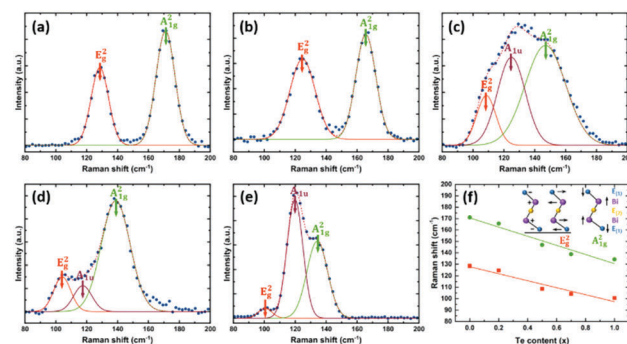 (a)
E²g
A²1g
Intensity (a.u.)
80 100 120 140 160 180 200
Raman shift (cm⁻¹)
(b)
E²g
A²1g
Intensity (a.u.)
80 100 120 140 160 180 200
Raman shift (cm⁻¹)
(c)
E²g
A1u
A²1g
Intensity (a.u.)
80 100 120 140 160 180 200
Raman shift (cm⁻¹)
(d)
E²g
A1u
A²1g
Intensity (a.u.)
80 100 120 140 160 180 200
Raman shift (cm⁻¹)
(e)
E²g
A1u
A²1g
Intensity (a.u.)
80 100 120 140 160 180 200
Raman shift (cm⁻¹)
(f)
E(1)
Bi
Bi
E(1)
E²g
A²1g
Raman shift (cm⁻¹)
200
190
180
170
160
150
140
130
120
110
100
90
80
0.0 0.2 0.4 0.6 0.8 1.0
Te content (x)